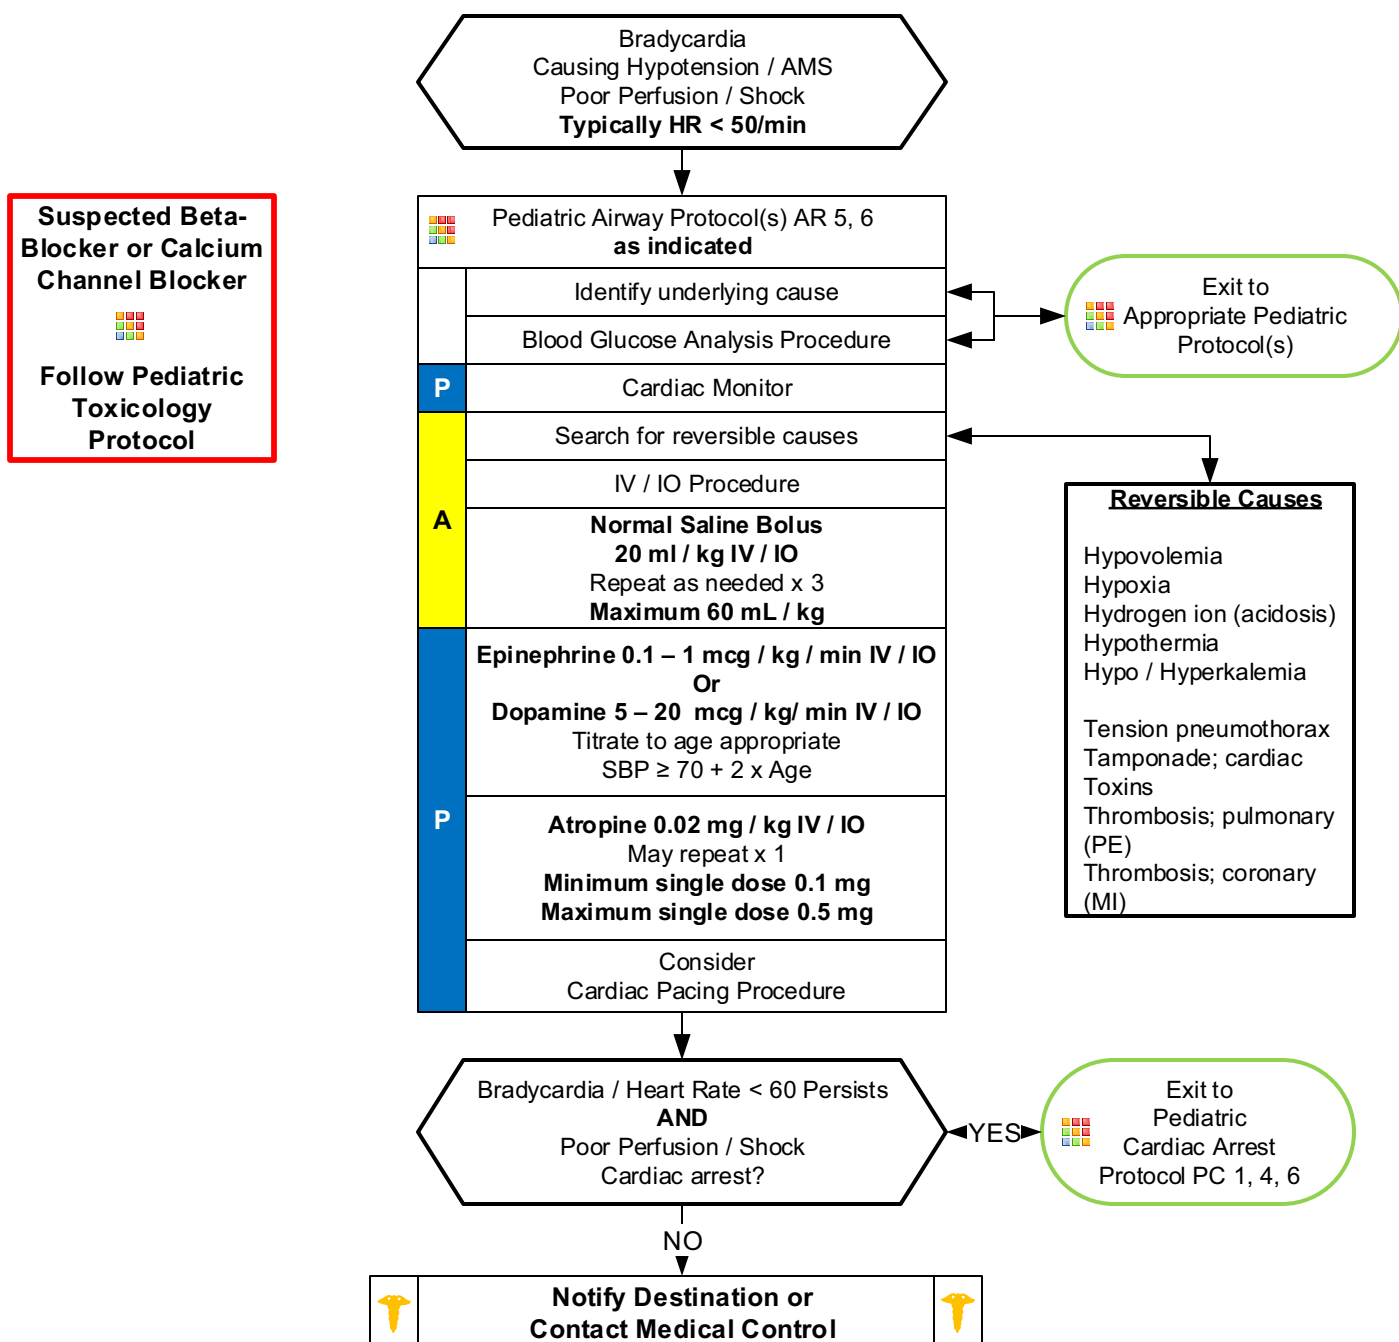 Bradycardia
Causing Hypotension / AMS
Poor Perfusion / Shock
Typically HR < 50/min
Suspected Beta-
Blocker or Calcium
Channel Blocker
Follow Pediatric
Toxicology
Protocol
Pediatric Airway Protocol(s) AR 5, 6
as indicated
Identify underlying cause
Blood Glucose Analysis Procedure
Exit to
Appropriate Pediatric
Protocol(s)
P
Cardiac Monitor
A
Search for reversible causes
IV / IO Procedure
Normal Saline Bolus
20 ml / kg IV / IO
Repeat as needed x 3
Maximum 60 mL / kg
Reversible Causes
Hypovolemia
Hypoxia
Hydrogen ion (acidosis)
Hypothermia
Hypo / Hyperkalemia
Tension pneumothorax
Tamponade; cardiac
Toxins
Thrombosis; pulmonary
(PE)
Thrombosis; coronary
(MI)
P
Epinephrine 0.1 – 1 mcg / kg / min IV / IO
Or
Dopamine 5 – 20  mcg / kg/ min IV / IO
Titrate to age appropriate
SBP ≥ 70 + 2 x Age
Atropine 0.02 mg / kg IV / IO
May repeat x 1
Minimum single dose 0.1 mg
Maximum single dose 0.5 mg
Consider
Cardiac Pacing Procedure
Bradycardia / Heart Rate < 60 Persists
AND
Poor Perfusion / Shock
Cardiac arrest?
YES
Exit to
Pediatric
Cardiac Arrest
Protocol PC 1, 4, 6
NO
Notify Destination or
Contact Medical Control